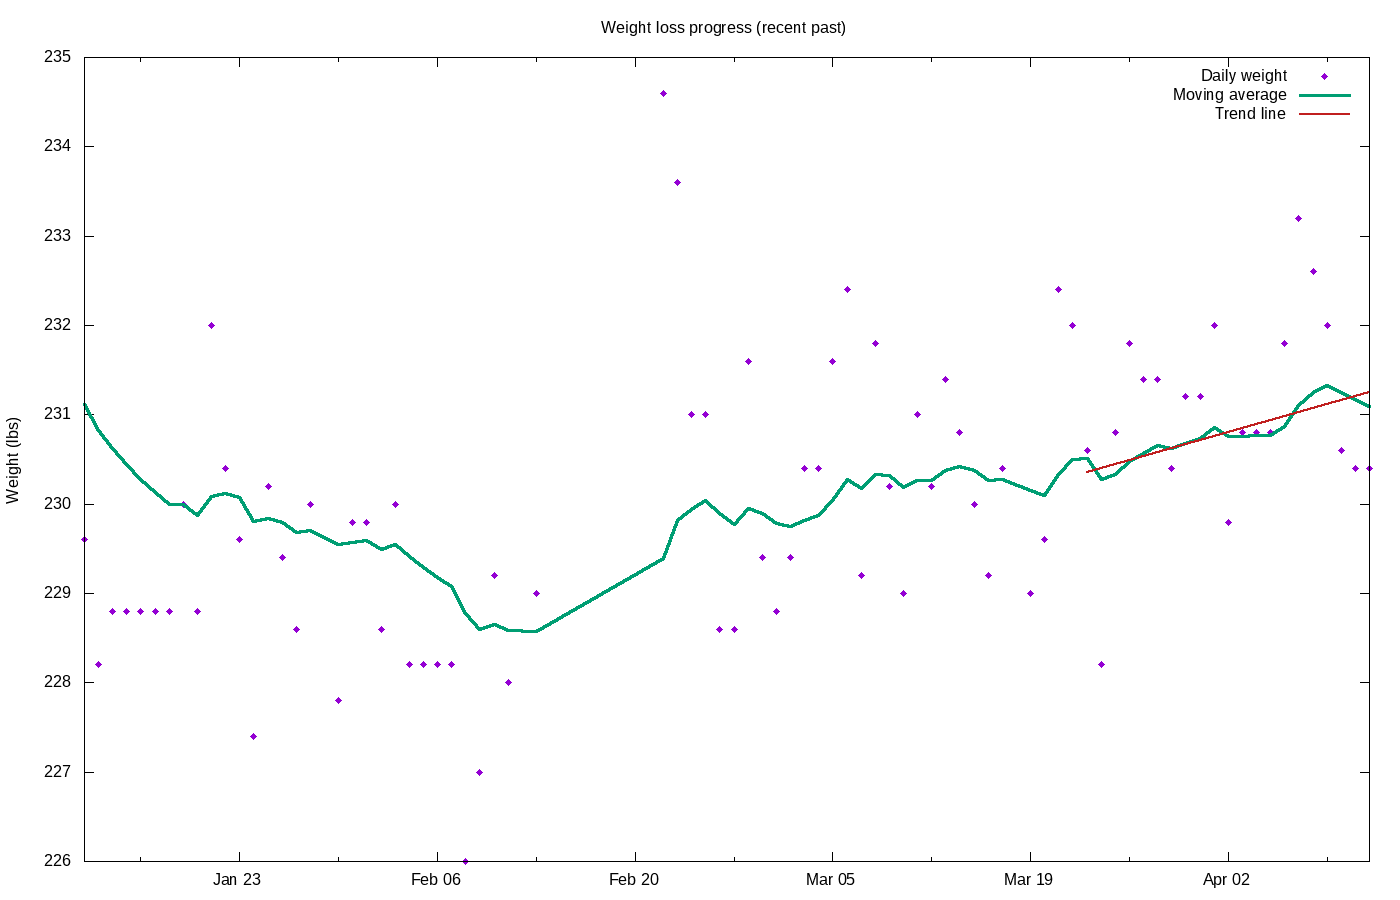 Weight loss progress (recent past)
235
234
233
232
231
230
229
228
227
226
Weight (lbs)
Daily weight
Moving average
Trend line
Jan 23
Feb 06
Feb 20
Mar 05
Mar 19
Apr 02